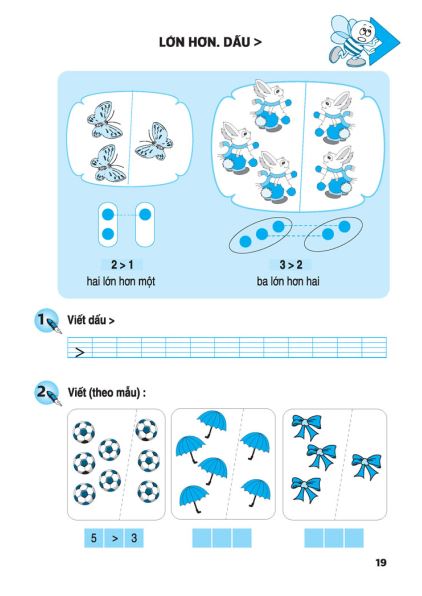 LỚN HƠN. DẤU >
2 > 1
hai lớn hơn một
3 > 2
ba lớn hơn hai
1
Viết dấu >
>
2
Viết (theo mẫu) :
5 > 3
19